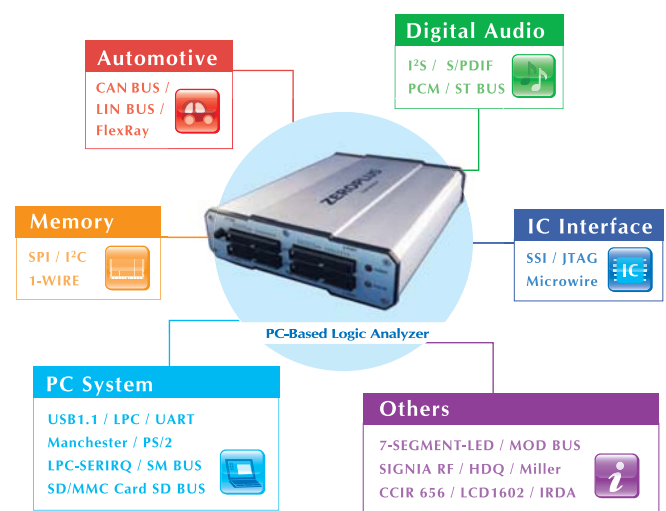 Automotive
CAN BUS /
LIN BUS /
FlexRay
Digital Audio
I²S / S/PDIF
PCM / ST BUS
ZEROPLUS
Memory
SPI / I²C
1-WIRE
IC Interface
SSI / JTAG
Microwire
IC
PC-Based Logic Analyzer
PC System
USB1.1 / LPC / UART
Manchester / PS/2
LPC-SERIRQ / SM BUS
SD/MMC Card SD BUS
Others
7-SEGMENT-LED / MOD BUS
SIGNIA RF / HDQ / Miller
CCIR 656 / LCD1602 / IRDA
i